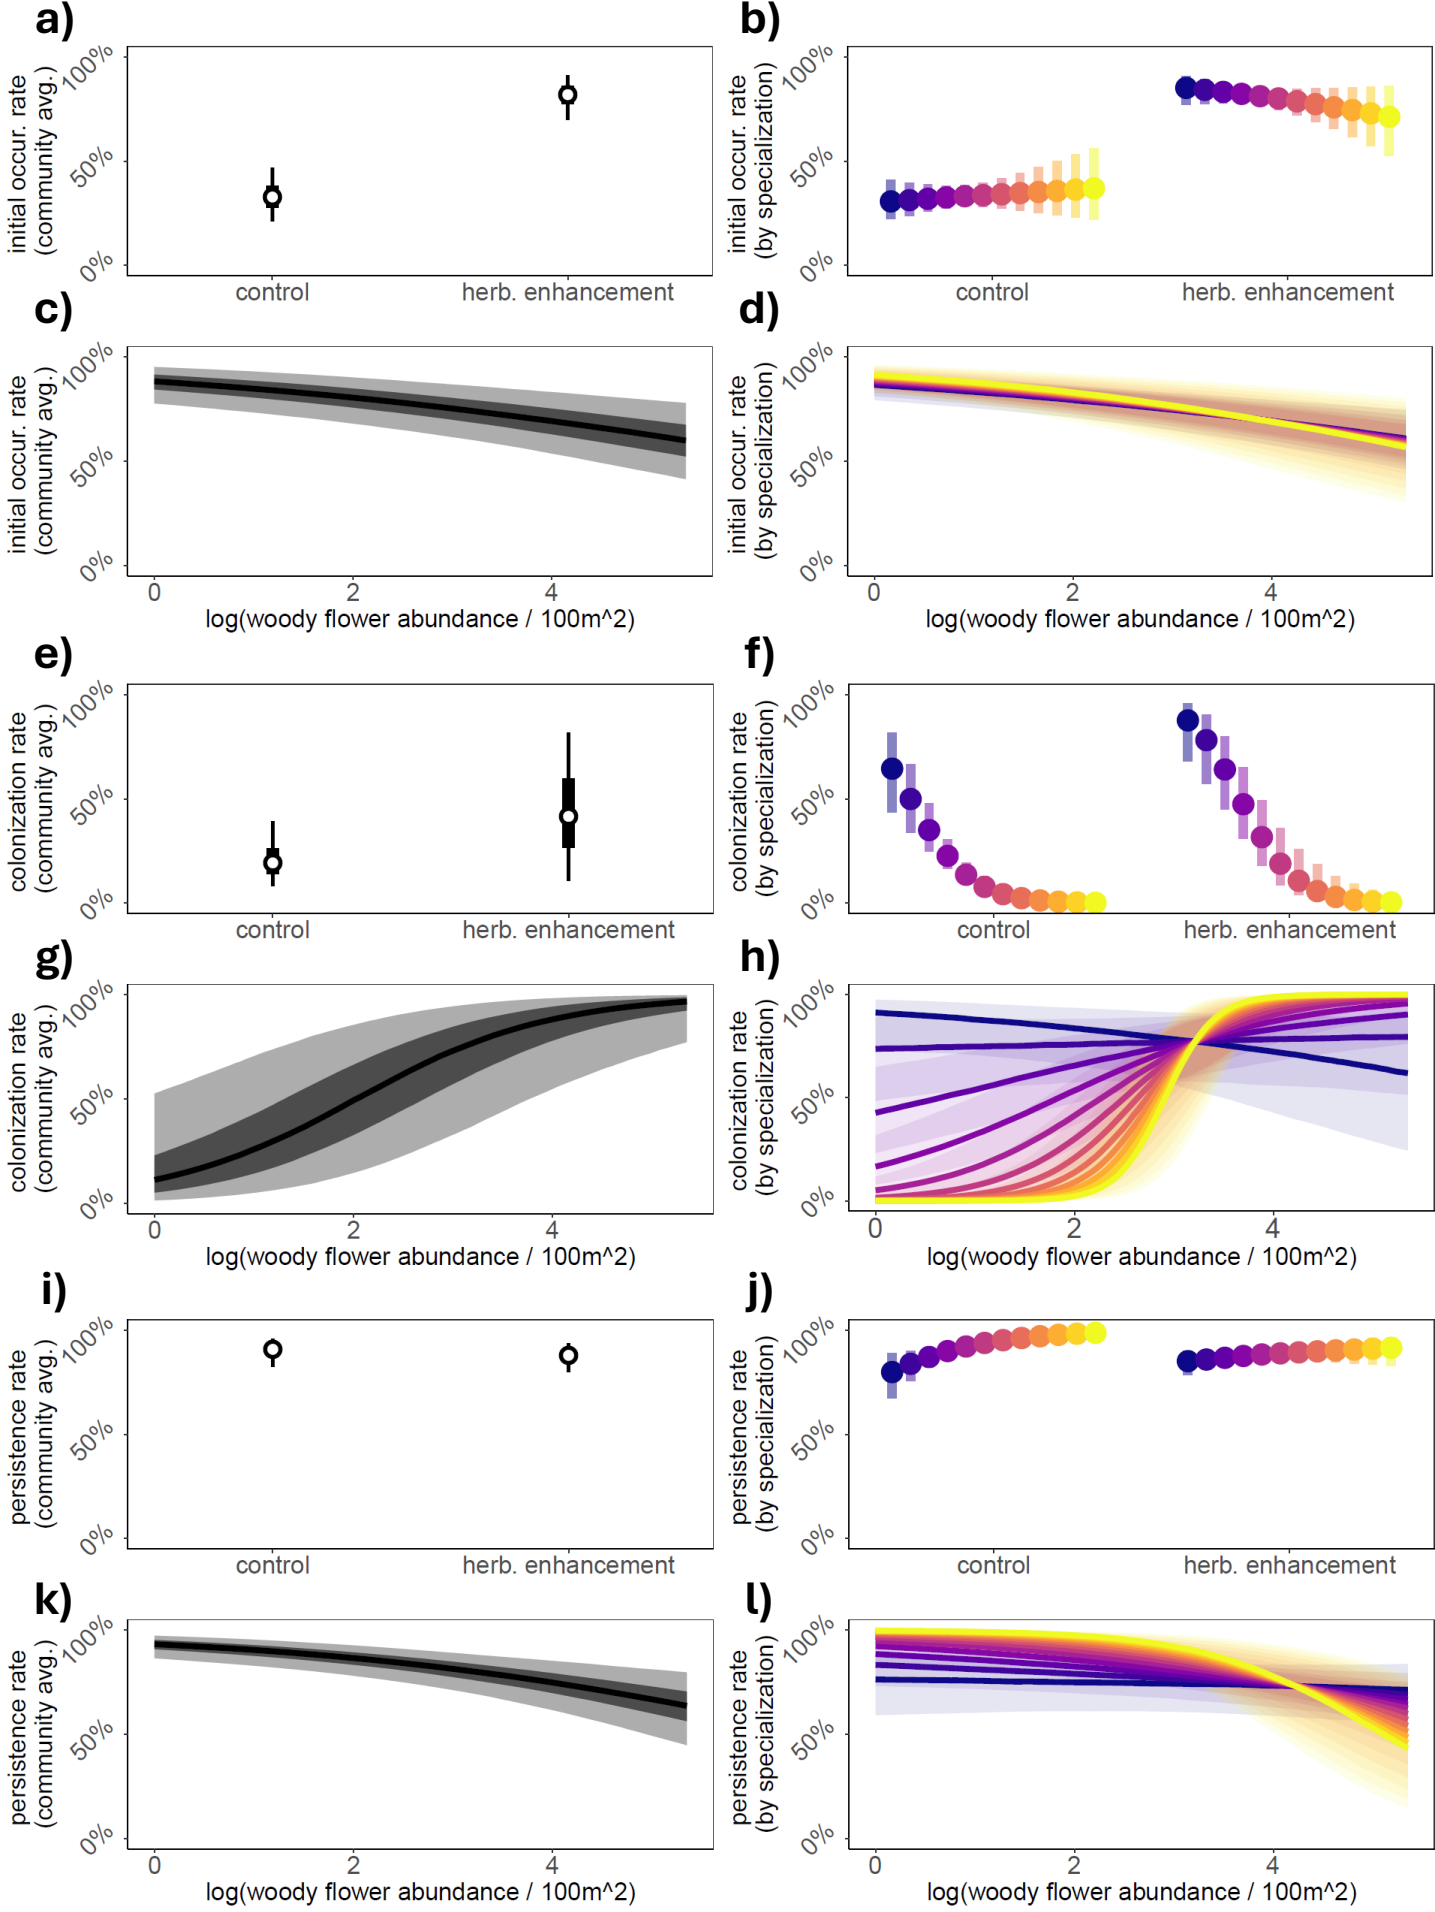 a)
initial occur. rate
(community avg.)
100%
50%
0%
control
herb. enhancement
b)
initial occur. rate
(by specialization)
100%
50%
0%
control
herb. enhancement
c)
initial occur. rate
(community avg.)
100%
50%
0%
0
2
4
log(woody flower abundance / 100m^2)
d)
initial occur. rate
(by specialization)
100%
50%
0%
0
2
4
log(woody flower abundance / 100m^2)
e)
colonization rate
(community avg.)
100%
50%
0%
control
herb. enhancement
f)
colonization rate
(by specialization)
100%
50%
0%
control
herb. enhancement
g)
colonization rate
(community avg.)
100%
50%
0%
0
2
4
log(woody flower abundance / 100m^2)
h)
colonization rate
(by specialization)
100%
50%
0%
0
2
4
log(woody flower abundance / 100m^2)
i)
persistence rate
(community avg.)
100%
50%
0%
control
herb. enhancement
j)
persistence rate
(by specialization)
100%
50%
0%
control
herb. enhancement
k)
persistence rate
(community avg.)
100%
50%
0%
0
2
4
log(woody flower abundance / 100m^2)
l)
persistence rate
(by specialization)
100%
50%
0%
0
2
4
log(woody flower abundance / 100m^2)